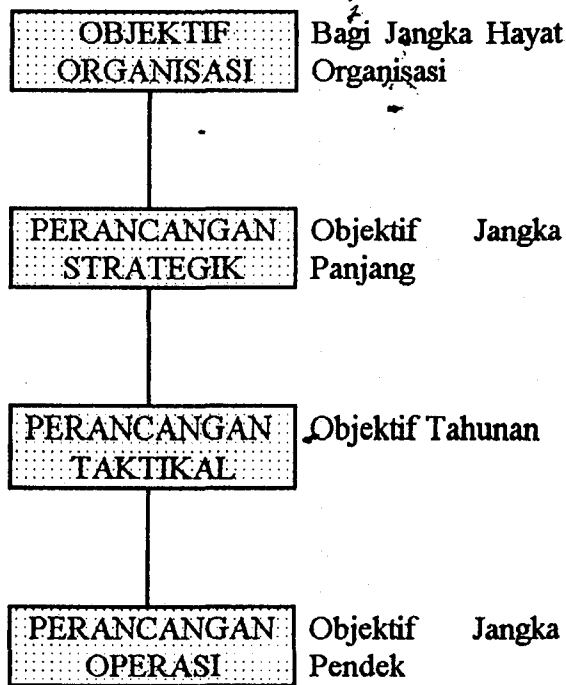 OBJEKTIF
ORGANISASI
Bagi Jangka Hayat
Organisasi
PERANCANGAN
STRATEGIK
Objektif Jangka
Panjang
PERANCANGAN
TAKTIKAL
Objektif Tahunan
PERANCANGAN
OPERASI
Objektif Jangka
Pendek